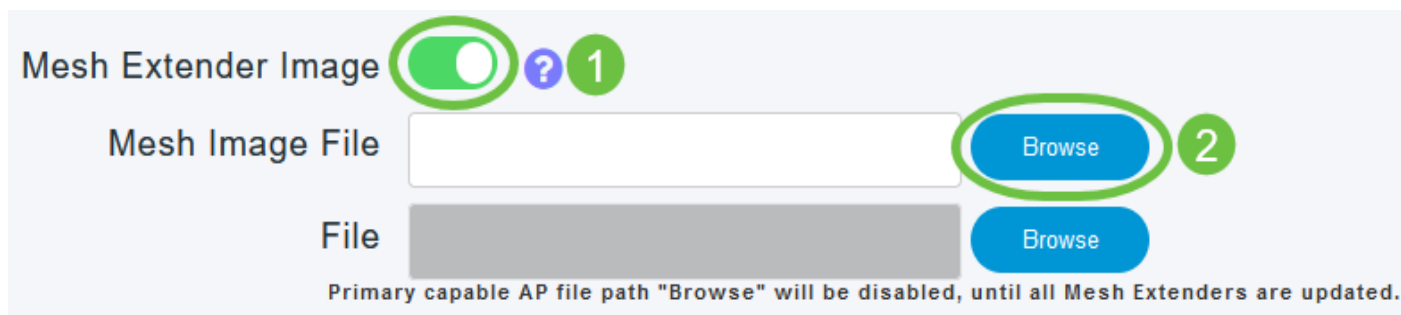 Mesh Extender Image ? 1
Mesh Image File Browse 2
File Browse
Primary capable AP file path "Browse" will be disabled, until all Mesh Extenders are updated.